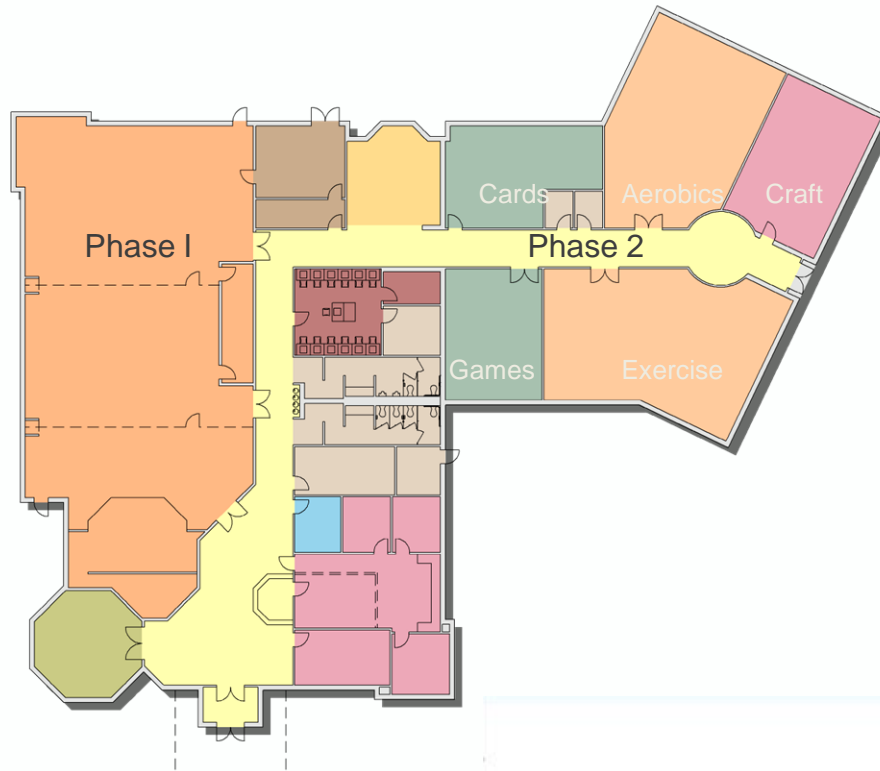 Cards
Aerobics
Craft
Phase I
Phase 2
Games
Exercise